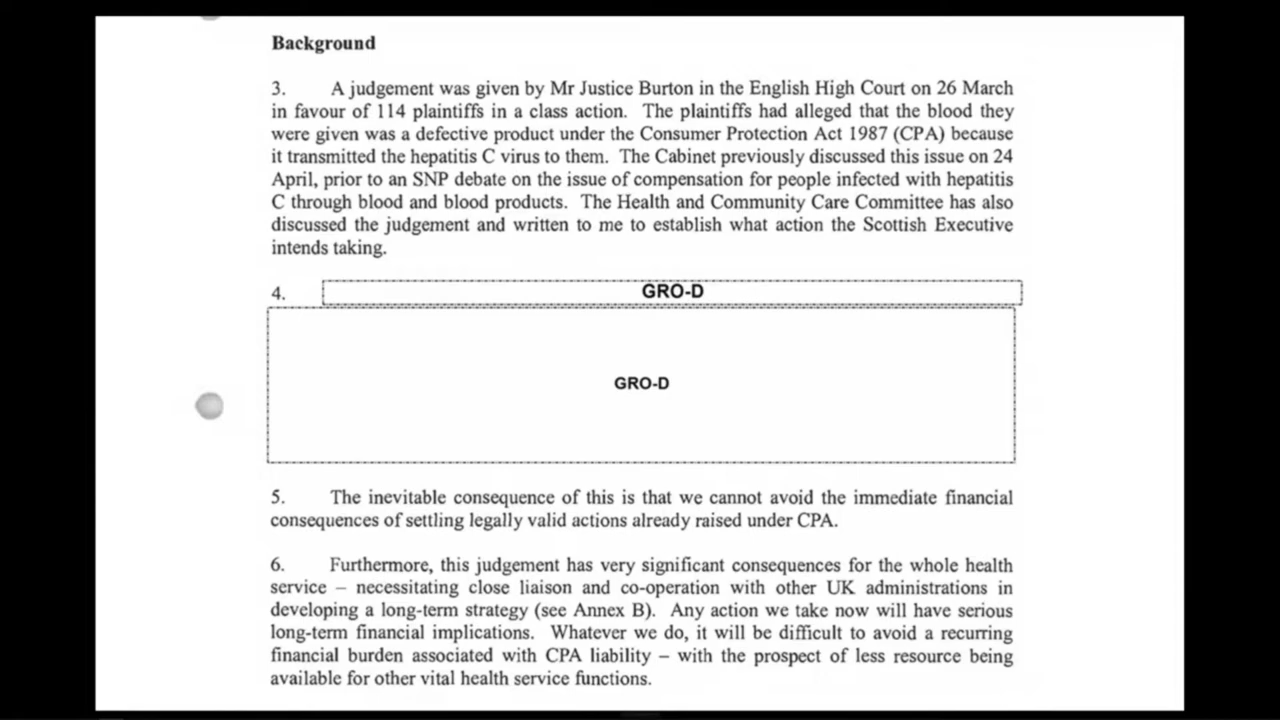 Background
3. A judgement was given by Mr Justice Burton in the English High Court on 26 March
in favour of 114 plaintiffs in a class action. The plaintiffs had alleged that the blood they
were given was a defective product under the Consumer Protection Act 1987 (CPA) because
it transmitted the hepatitis C virus to them. The Cabinet previously discussed this issue on 24
April, prior to an SNP debate on the issue of compensation for people infected with hepatitis
C through blood and blood products. The Health and Community Care Committee has also
discussed the judgement and written to me to establish what action the Scottish Executive
intends taking.
4. GRO-D
GRO-D
5. The inevitable consequence of this is that we cannot avoid the immediate financial
consequences of settling legally valid actions already raised under CPA.
6. Furthermore, this judgement has very significant consequences for the whole health
service – necessitating close liaison and co-operation with other UK administrations in
developing a long-term strategy (see Annex B). Any action we take now will have serious
long-term financial implications. Whatever we do, it will be difficult to avoid a recurring
financial burden associated with CPA liability – with the prospect of less resource being
available for other vital health service functions.